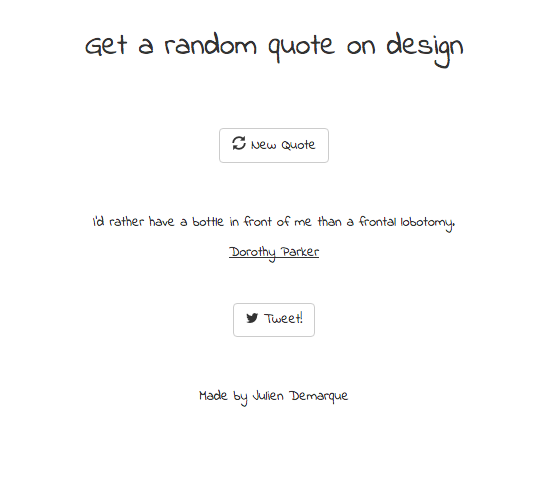 Get a random quote on design
New Quote
I'd rather have a bottle in front of me than a frontal lobotomy.
Dorothy Parker
Tweet!
Made by Julien Demarque